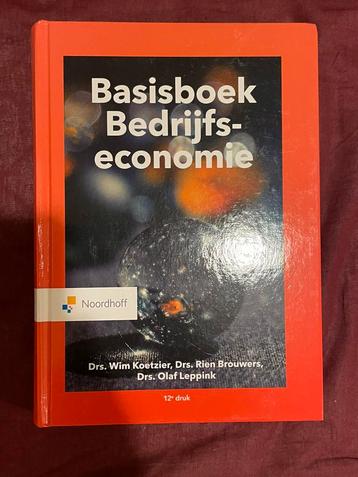 Basisboek
Bedrijfs-
economie
Noordhoff
Drs. Wim Koetzier, Drs. Rien Brouwers,
Drs. Olaf Leppink
12e druk